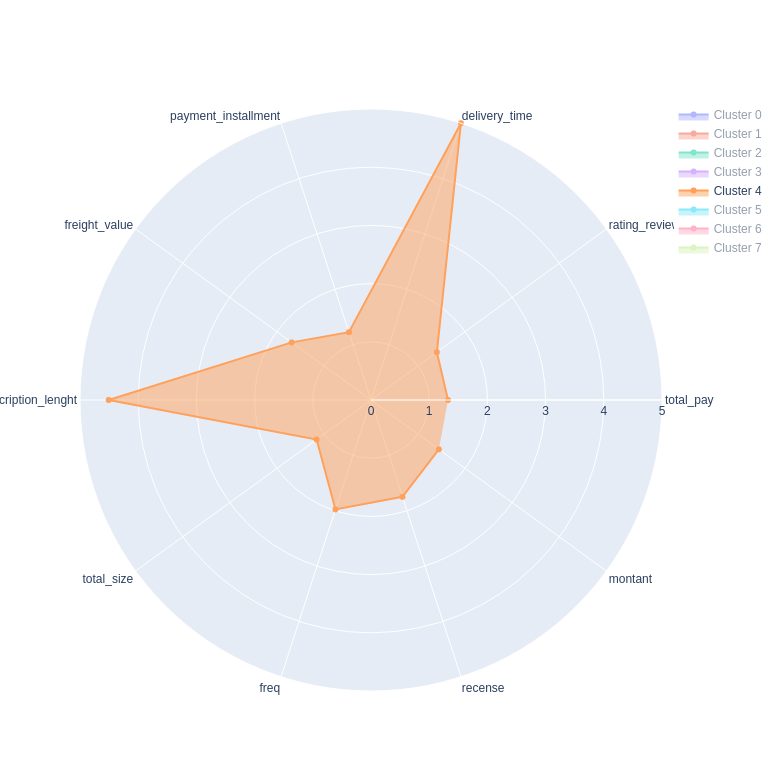 payment_installment
delivery_time
Cluster 0
Cluster 1
Cluster 2
Cluster 3
Cluster 4
Cluster 5
Cluster 6
Cluster 7
freight_value
rating_review
cription_lenght
0 1 2 3 4 5
total_pay
total_size
montant
freq
recense